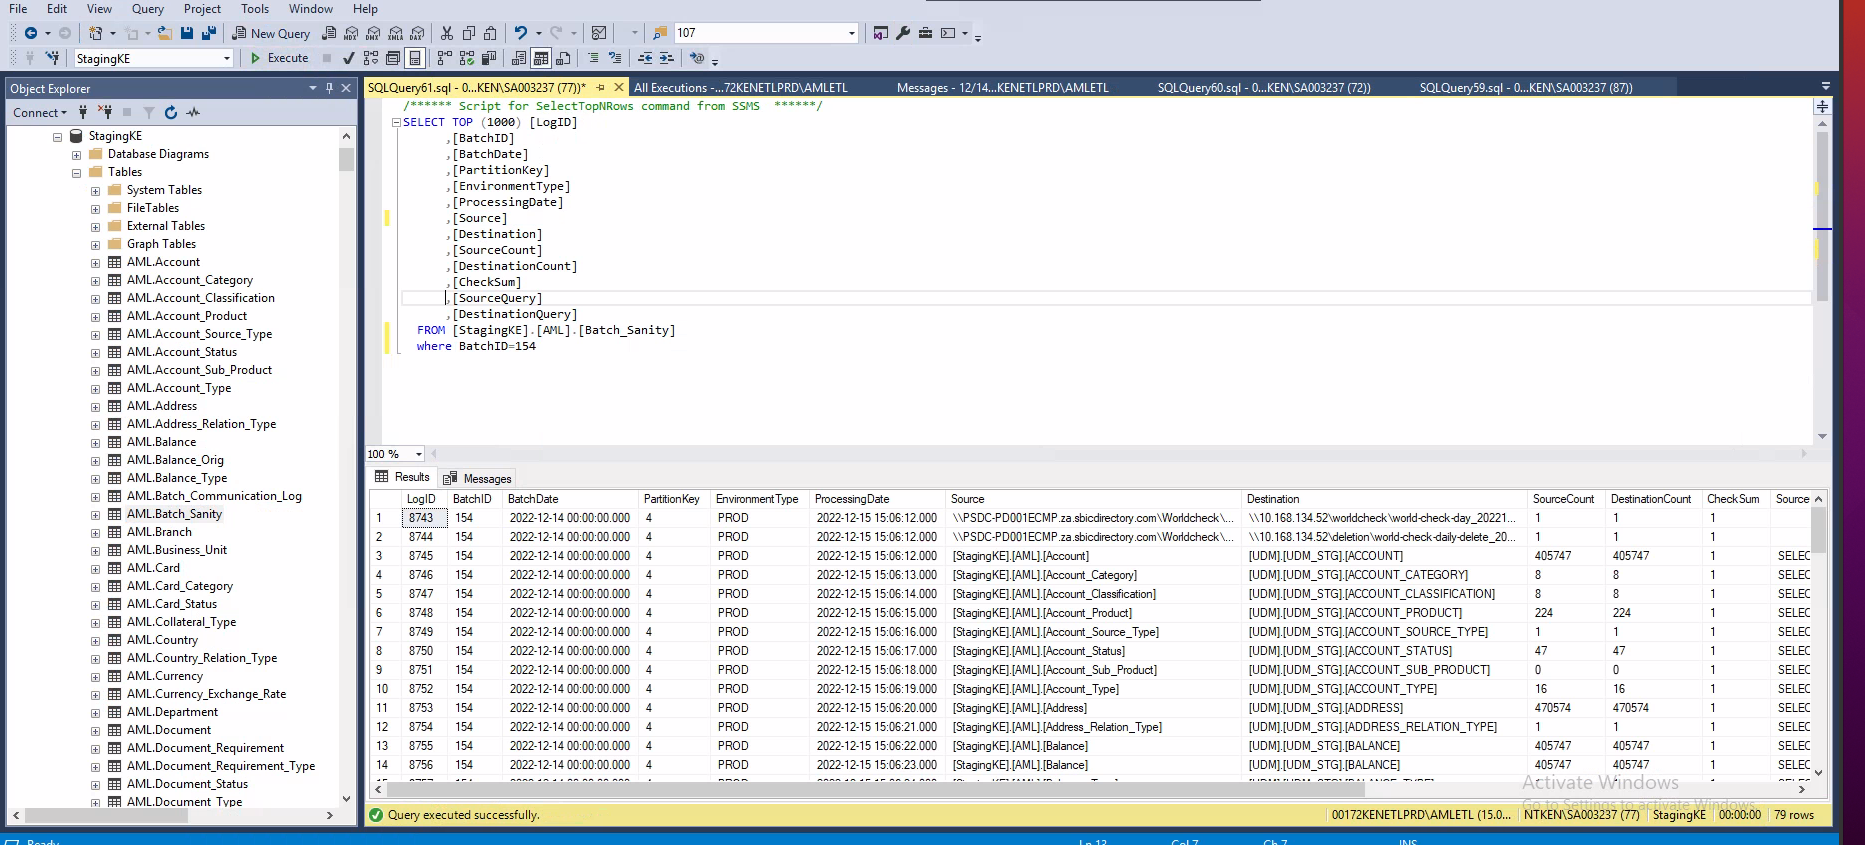 File Edit View Query Project Tools Window Help
New Query
107
StagingKE
Execute
Object Explorer
Connect
StagingKE
Database Diagrams
Tables
System Tables
FileTables
External Tables
Graph Tables
AML.Account
AML.Account_Category
AML.Account_Classification
AML.Account_Product
AML.Account_Source_Type
AML.Account_Status
AML.Account_Sub_Product
AML.Account_Type
AML.Address
AML.Address_Relation_Type
AML.Balance
AML.Balance_Orig
AML.Balance_Type
AML.Batch_Communication_Log
AML.Batch_Sanity
AML.Branch
AML.Business_Unit
AML.Card
AML.Card_Category
AML.Card_Status
AML.Collateral_Type
AML.Country
AML.Country_Relation_Type
AML.Currency
AML.Currency_Exchange_Rate
AML.Department
AML.Document
AML.Document_Requirement
AML.Document_Requirement_Type
AML.Document_Status
AML.Document_Type
SQLQuery61.sql - 0...KEN\SA003237 (77))* All Executions -...72KENETLPRD\AMLETL Messages - 12/14...KENETLPRD\AMLETL SQLQuery60.sql - 0...KEN\SA003237 (72)) SQLQuery59.sql - 0...KEN\SA003237 (87))
/****** Script for SelectTopNRows command from SSMS ******/
SELECT TOP (1000) [LogID]
,[BatchID]
,[BatchDate]
,[PartitionKey]
,[EnvironmentType]
,[ProcessingDate]
,[Source]
,[Destination]
,[SourceCount]
,[DestinationCount]
,[CheckSum]
,[SourceQuery]
,[DestinationQuery]
FROM [StagingKE].[AML].[Batch_Sanity]
where BatchID=154
100 %
Results Messages
LogID BatchID BatchDate PartitionKey EnvironmentType ProcessingDate Source Destination SourceCount DestinationCount CheckSum Source
1 8743 154 2022-12-14 00:00:00.000 4 PROD 2022-12-15 15:06:12.000 \\PSDC-PD001ECMP.za.sbicdirectory.com\Worldcheck\... \\10.168.134.52\worldcheck\world-check-day_20221... 1 1 1
2 8744 154 2022-12-14 00:00:00.000 4 PROD 2022-12-15 15:06:12.000 \\PSDC-PD001ECMP.za.sbicdirectory.com\Worldcheck\... \\10.168.134.52\deletion\world-check-daily-delete_20... 1 1 1
3 8745 154 2022-12-14 00:00:00.000 4 PROD 2022-12-15 15:06:12.000 [StagingKE].[AML].[Account] [UDM].[UDM_STG].[ACCOUNT] 405747 405747 1 SELEC
4 8746 154 2022-12-14 00:00:00.000 4 PROD 2022-12-15 15:06:13.000 [StagingKE].[AML].[Account_Category] [UDM].[UDM_STG].[ACCOUNT_CATEGORY] 8 8 1 SELEC
5 8747 154 2022-12-14 00:00:00.000 4 PROD 2022-12-15 15:06:14.000 [StagingKE].[AML].[Account_Classification] [UDM].[UDM_STG].[ACCOUNT_CLASSIFICATION] 8 8 1 SELEC
6 8748 154 2022-12-14 00:00:00.000 4 PROD 2022-12-15 15:06:15.000 [StagingKE].[AML].[Account_Product] [UDM].[UDM_STG].[ACCOUNT_PRODUCT] 224 224 1 SELEC
7 8749 154 2022-12-14 00:00:00.000 4 PROD 2022-12-15 15:06:16.000 [StagingKE].[AML].[Account_Source_Type] [UDM].[UDM_STG].[ACCOUNT_SOURCE_TYPE] 1 1 1 SELEC
8 8750 154 2022-12-14 00:00:00.000 4 PROD 2022-12-15 15:06:17.000 [StagingKE].[AML].[Account_Status] [UDM].[UDM_STG].[ACCOUNT_STATUS] 47 47 1 SELEC
9 8751 154 2022-12-14 00:00:00.000 4 PROD 2022-12-15 15:06:18.000 [StagingKE].[AML].[Account_Sub_Product] [UDM].[UDM_STG].[ACCOUNT_SUB_PRODUCT] 0 0 1 SELEC
10 8752 154 2022-12-14 00:00:00.000 4 PROD 2022-12-15 15:06:19.000 [StagingKE].[AML].[Account_Type] [UDM].[UDM_STG].[ACCOUNT_TYPE] 16 16 1 SELEC
11 8753 154 2022-12-14 00:00:00.000 4 PROD 2022-12-15 15:06:20.000 [StagingKE].[AML].[Address] [UDM].[UDM_STG].[ADDRESS] 470574 470574 1 SELEC
12 8754 154 2022-12-14 00:00:00.000 4 PROD 2022-12-15 15:06:21.000 [StagingKE].[AML].[Address_Relation_Type] [UDM].[UDM_STG].[ADDRESS_RELATION_TYPE] 1 1 1 SELEC
13 8755 154 2022-12-14 00:00:00.000 4 PROD 2022-12-15 15:06:22.000 [StagingKE].[AML].[Balance] [UDM].[UDM_STG].[BALANCE] 405747 405747 1 SELEC
14 8756 154 2022-12-14 00:00:00.000 4 PROD 2022-12-15 15:06:23.000 [StagingKE].[AML].[Balance] [UDM].[UDM_STG].[BALANCE] 405747 405747 1 SELEC
Activate Windows
Go to Settings to activate Windows.
Query executed successfully. 00172KENETLPRD\AMLETL (15.0... NTKEN\SA003237 (77) StagingKE 00:00:00 79 rows
Ready Ln 13 Col 7 Ch 7 INS